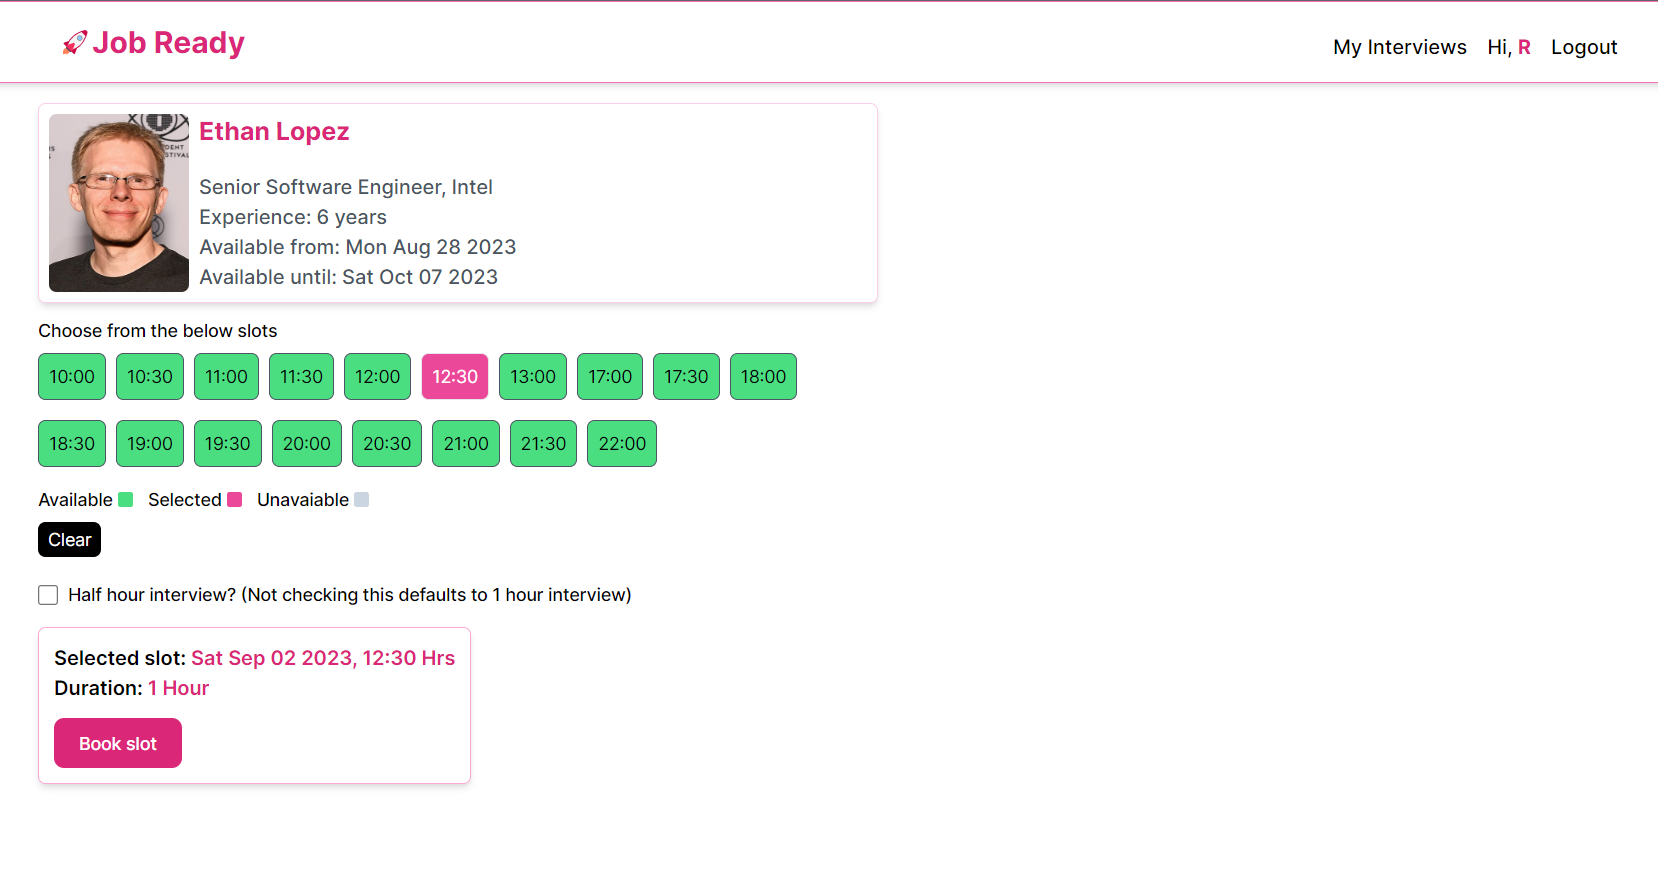 Job Ready
My Interviews Hi, R Logout
DENT
STIVAL
Ethan Lopez
Senior Software Engineer, Intel
Experience: 6 years
Available from: Mon Aug 28 2023
Available until: Sat Oct 07 2023
Choose from the below slots
10:00 10:30 11:00 11:30 12:00 12:30 13:00 17:00 17:30 18:00
18:30 19:00 19:30 20:00 20:30 21:00 21:30 22:00
Available Selected Unavaiable
Clear
Half hour interview? (Not checking this defaults to 1 hour interview)
Selected slot: Sat Sep 02 2023, 12:30 Hrs
Duration: 1 Hour
Book slot